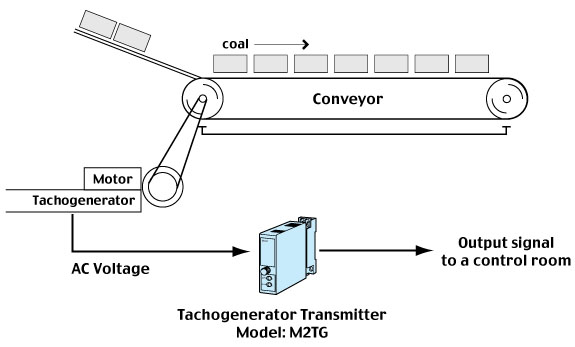 coal
Conveyor
Motor
Tachogenerator
AC Voltage
Output signal
to a control room
Tachogenerator Transmitter
Model: M2TG